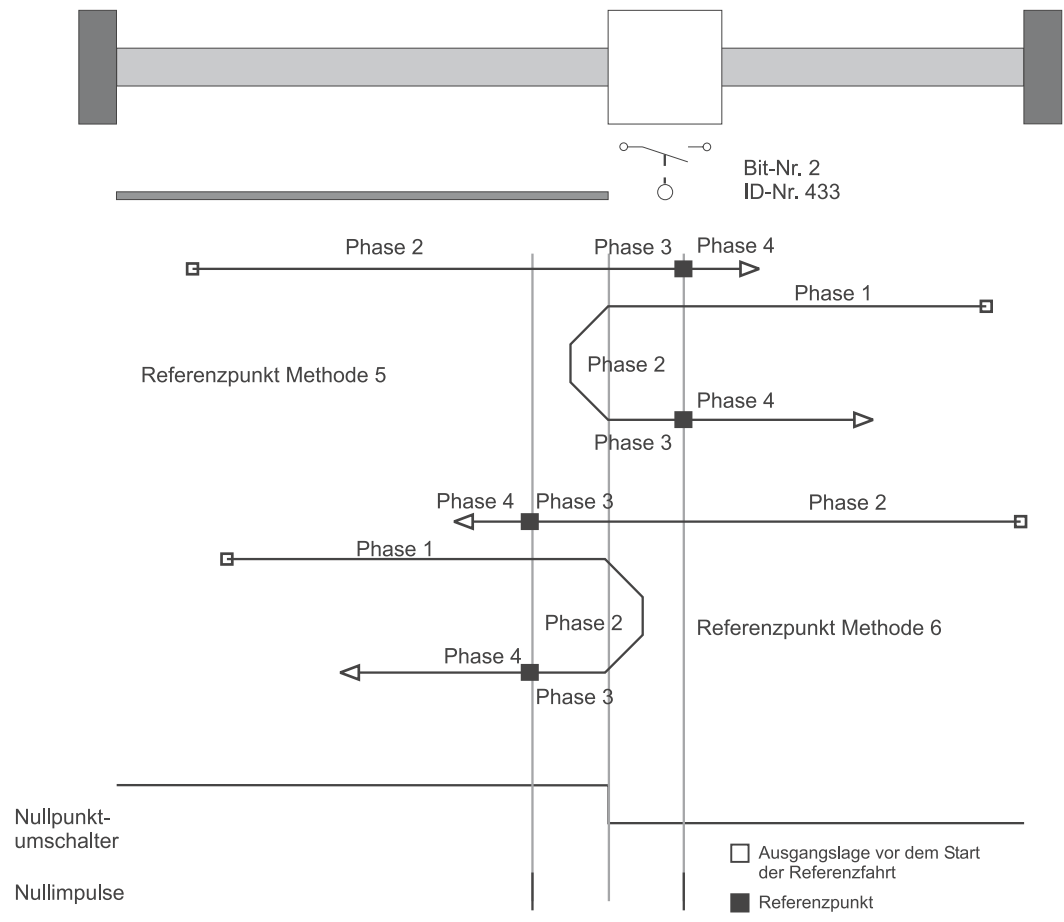 Bit-Nr. 2
ID-Nr. 433
Phase 2
Phase 3
Phase 4
Phase 1
Referenzpunkt Methode 5
Phase 2
Phase 4
Phase 3
Phase 4
Phase 3
Phase 2
Phase 1
Phase 2
Referenzpunkt Methode 6
Phase 4
Phase 3
Nullpunkt-
umschalter
Ausgangslage vor dem Start
der Referenzfahrt
Nullimpulse
Referenzpunkt